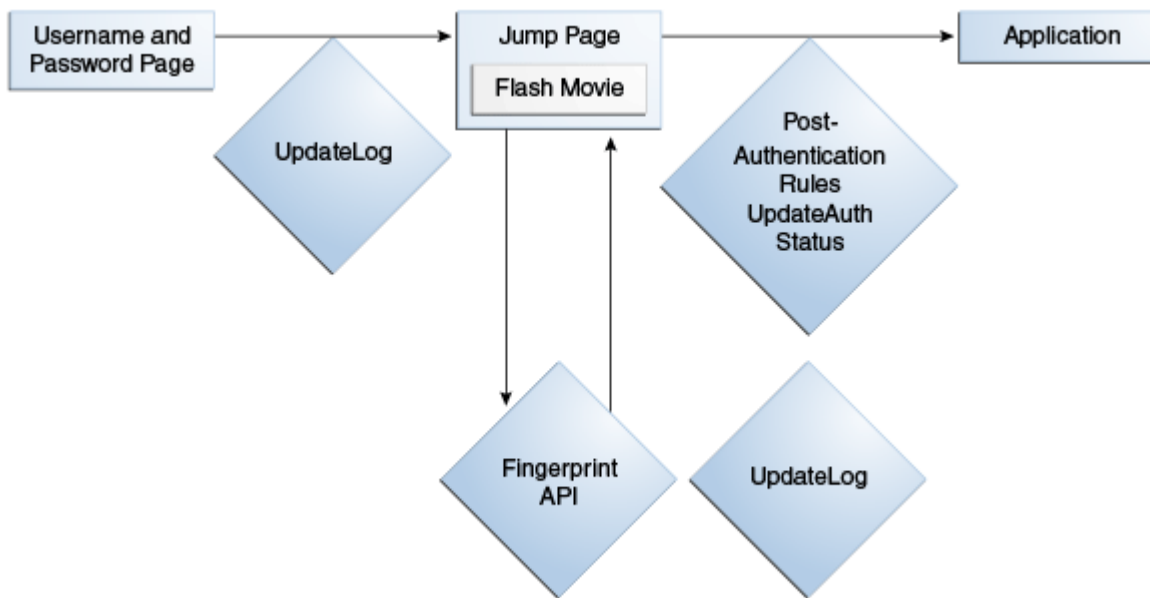 Username and
Password Page
Jump Page
Flash Movie
Application
UpdateLog
Post-
Authentication
Rules
UpdateAuth
Status
Fingerprint
API
UpdateLog